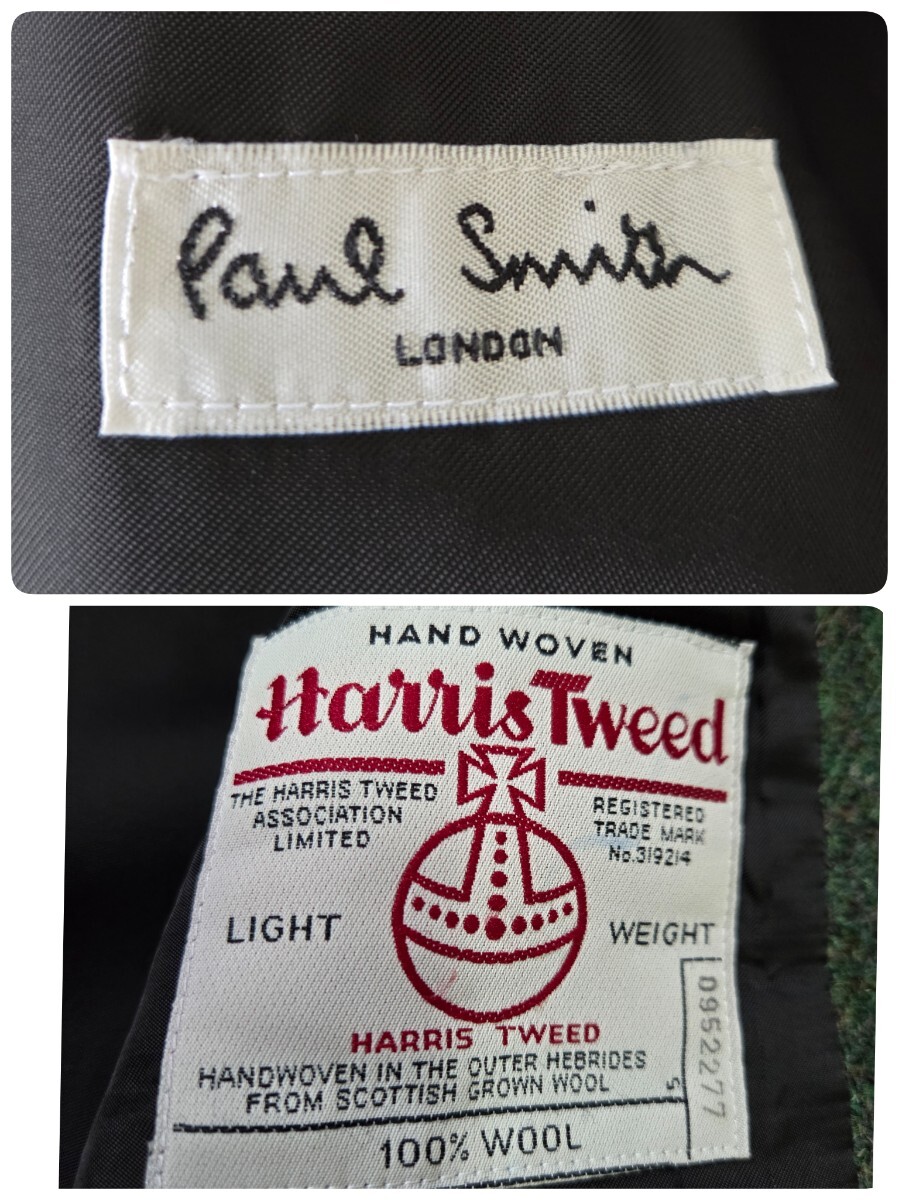 Paul Smith
LONDON
HAND WOVEN
Harris Tweed
THE HARRIS TWEED
ASSOCIATION
LIMITED
REGISTERED
TRADE MARK
No.319214
LIGHT WEIGHT
HARRIS TWEED
HANDWOVEN IN THE OUTER HEBRIDES
FROM SCOTTISH GROWN WOOL
100% WOOL
5
0952277